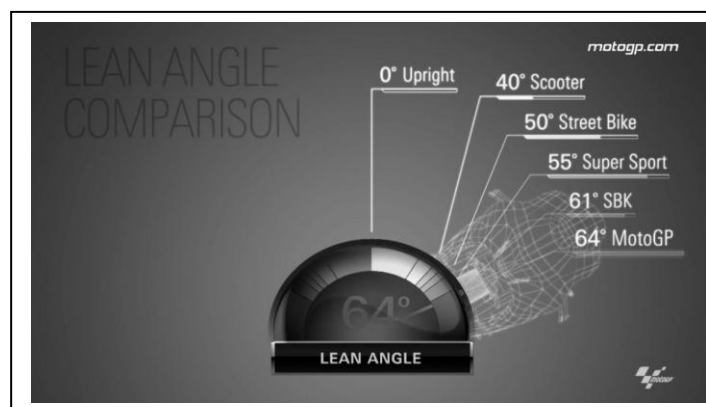 LEAN ANGLE
COMPARISON
motogp.com
0° Upright
40° Scooter
50° Street Bike
55° Super Sport
61° SBK
64° MotoGP
64°
LEAN ANGLE
motogp